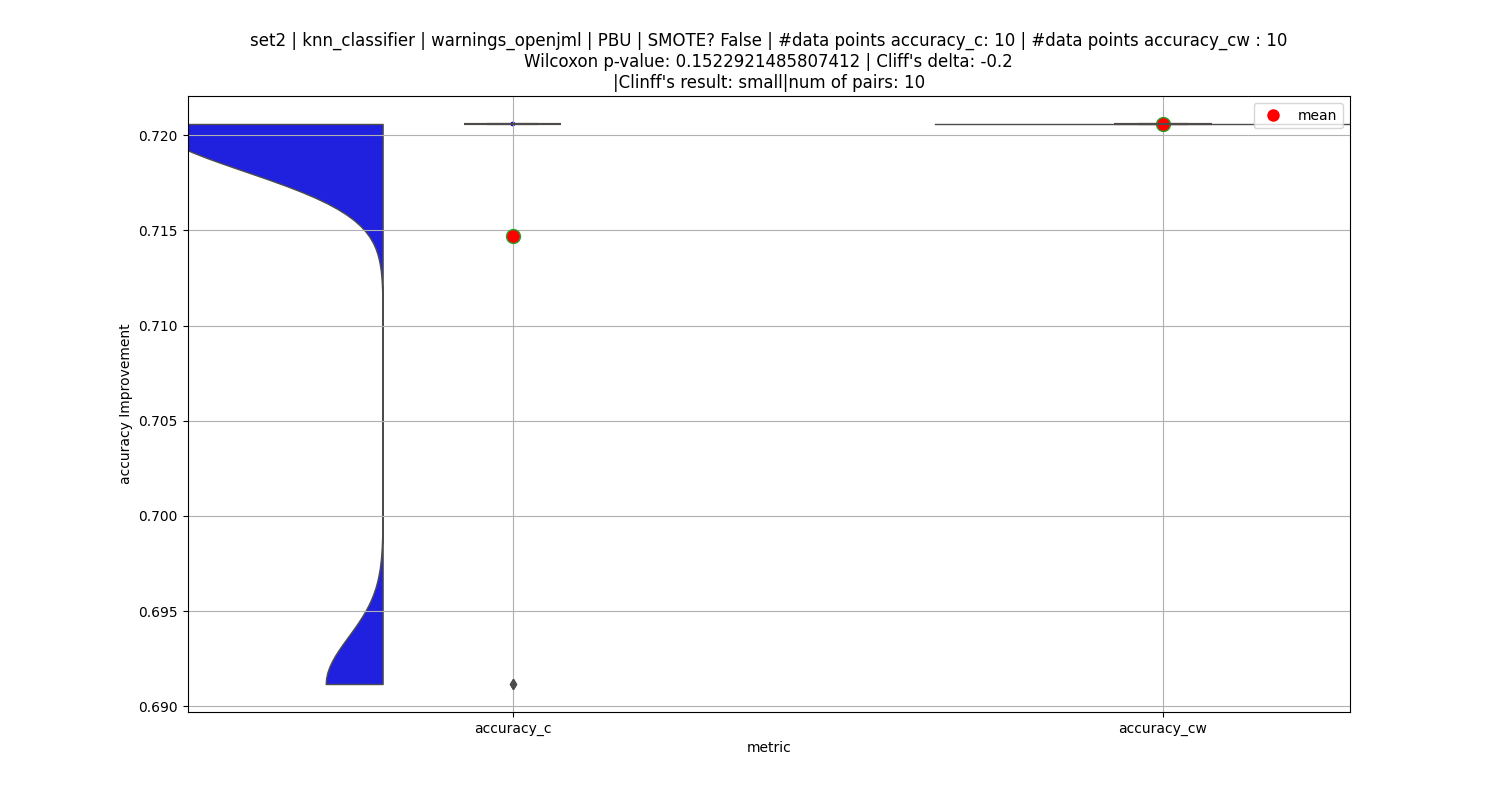 set2 | knn_classifier | warnings_openjml | PBU | SMOTE? False | #data points accuracy_c: 10 | #data points accuracy_cw : 10
Wilcoxon p-value: 0.1522921485807412 | Cliff's delta: -0.2
|Clinff's result: small|num of pairs: 10
mean
0.720
0.715
0.710
0.705
0.700
0.695
0.690
accuracy Improvement
accuracy_c
accuracy_cw
metric